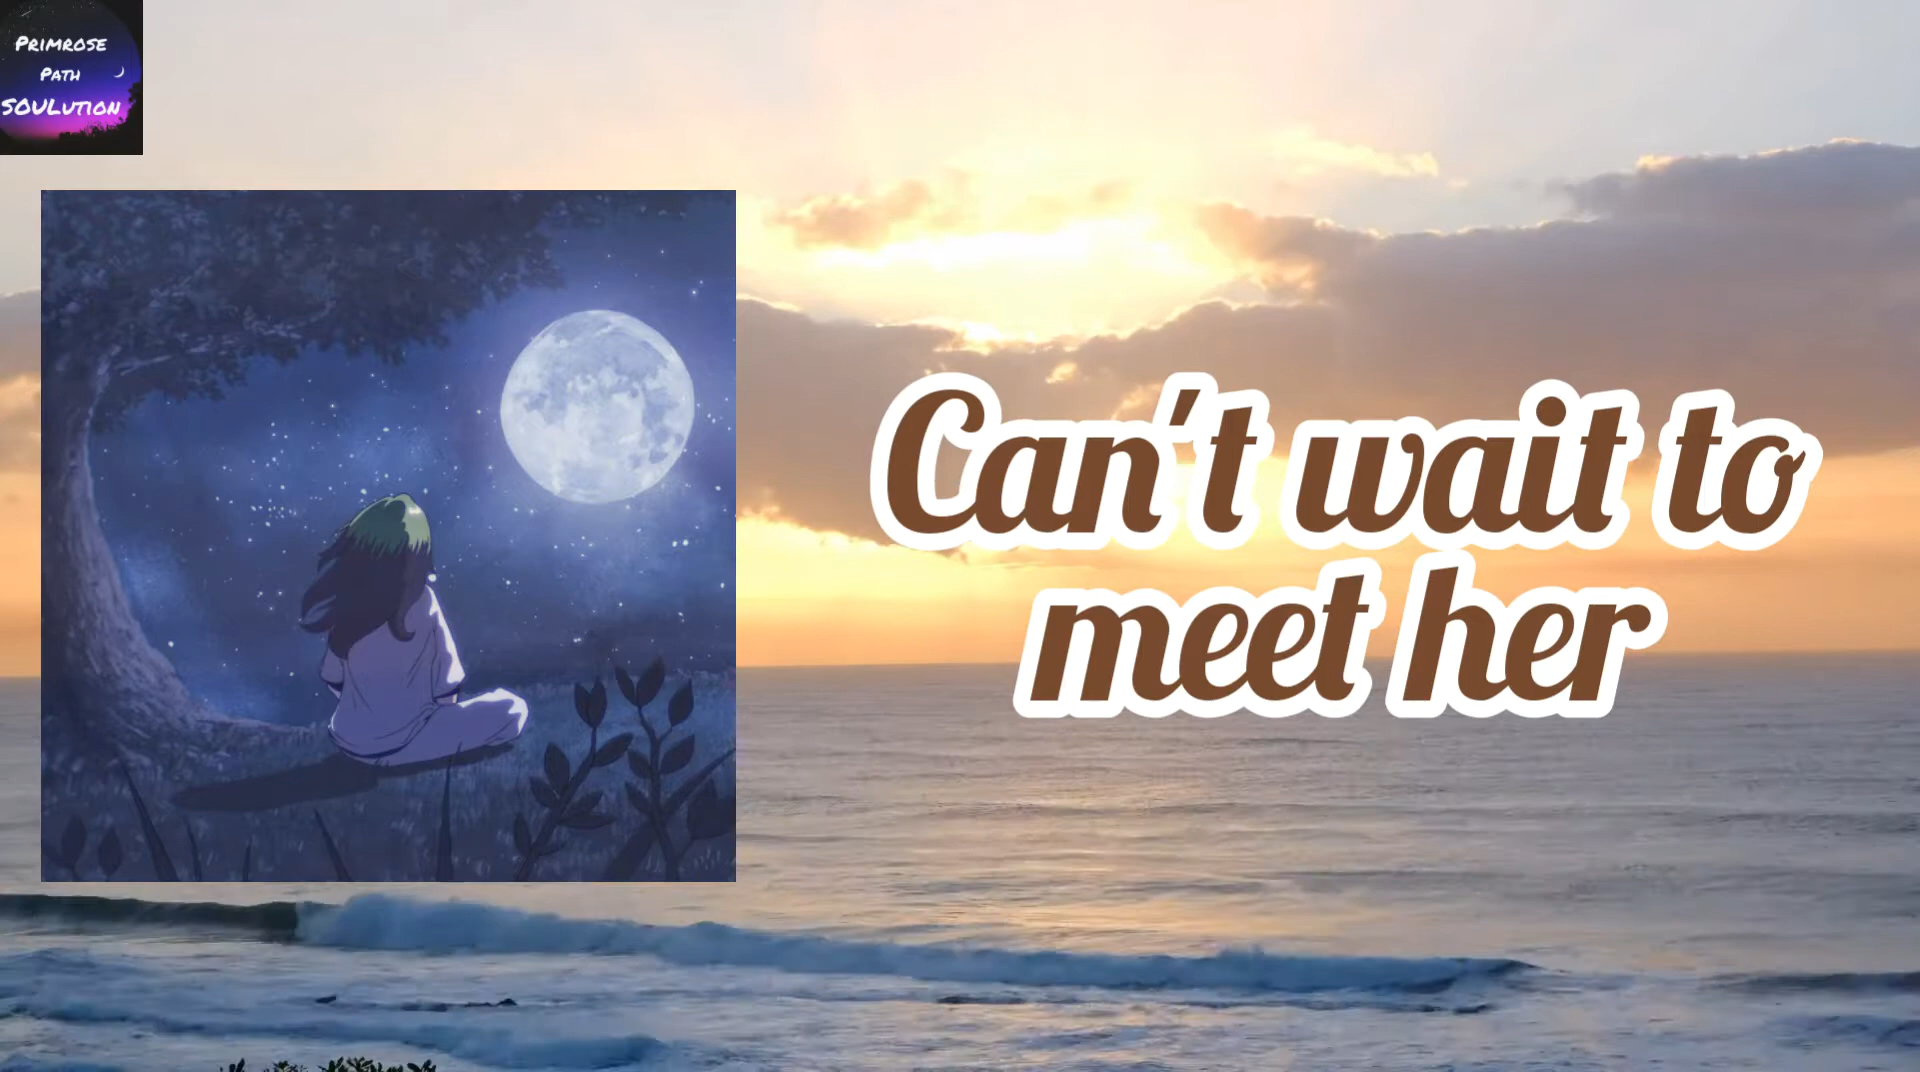 Primrose
Path
SOULution
Can't wait to
meet her